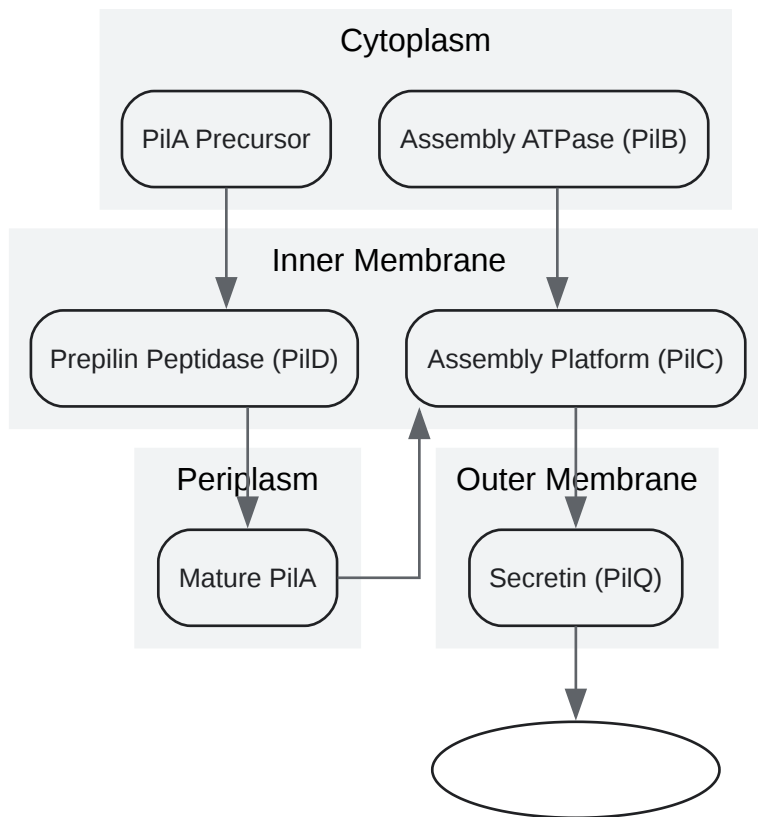 Cytoplasm
PilA Precursor
Assembly ATPase (PilB)
Inner Membrane
Prepilin Peptidase (PilD)
Assembly Platform (PilC)
Periplasm
Outer Membrane
Mature PilA
Secretin (PilQ)